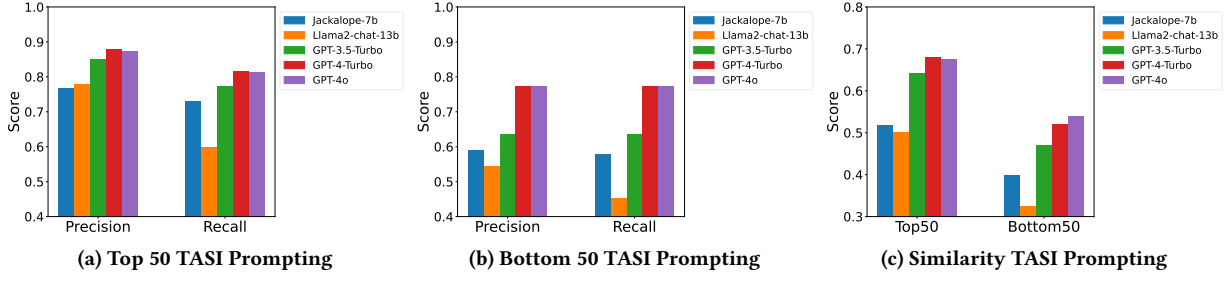 1.0
0.9
0.8
0.7
0.6
0.5
0.4
Score
Precision
Recall
Jackalope-7b
Llama2-chat-13b
GPT-3.5-Turbo
GPT-4-Turbo
GPT-4o
(a) Top 50 TASI Prompting
1.0
0.9
0.8
0.7
0.6
0.5
0.4
Score
Precision
Recall
Jackalope-7b
Llama2-chat-13b
GPT-3.5-Turbo
GPT-4-Turbo
GPT-4o
(b) Bottom 50 TASI Prompting
0.8
0.7
0.6
0.5
0.4
0.3
Score
Top50
Bottom50
Jackalope-7b
Llama2-chat-13b
GPT-3.5-Turbo
GPT-4-Turbo
GPT-4o
(c) Similarity TASI Prompting